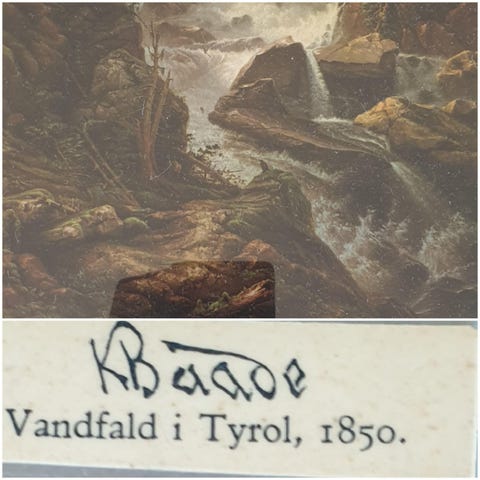 KBaade
Vandfald i Tyrol, 1850.